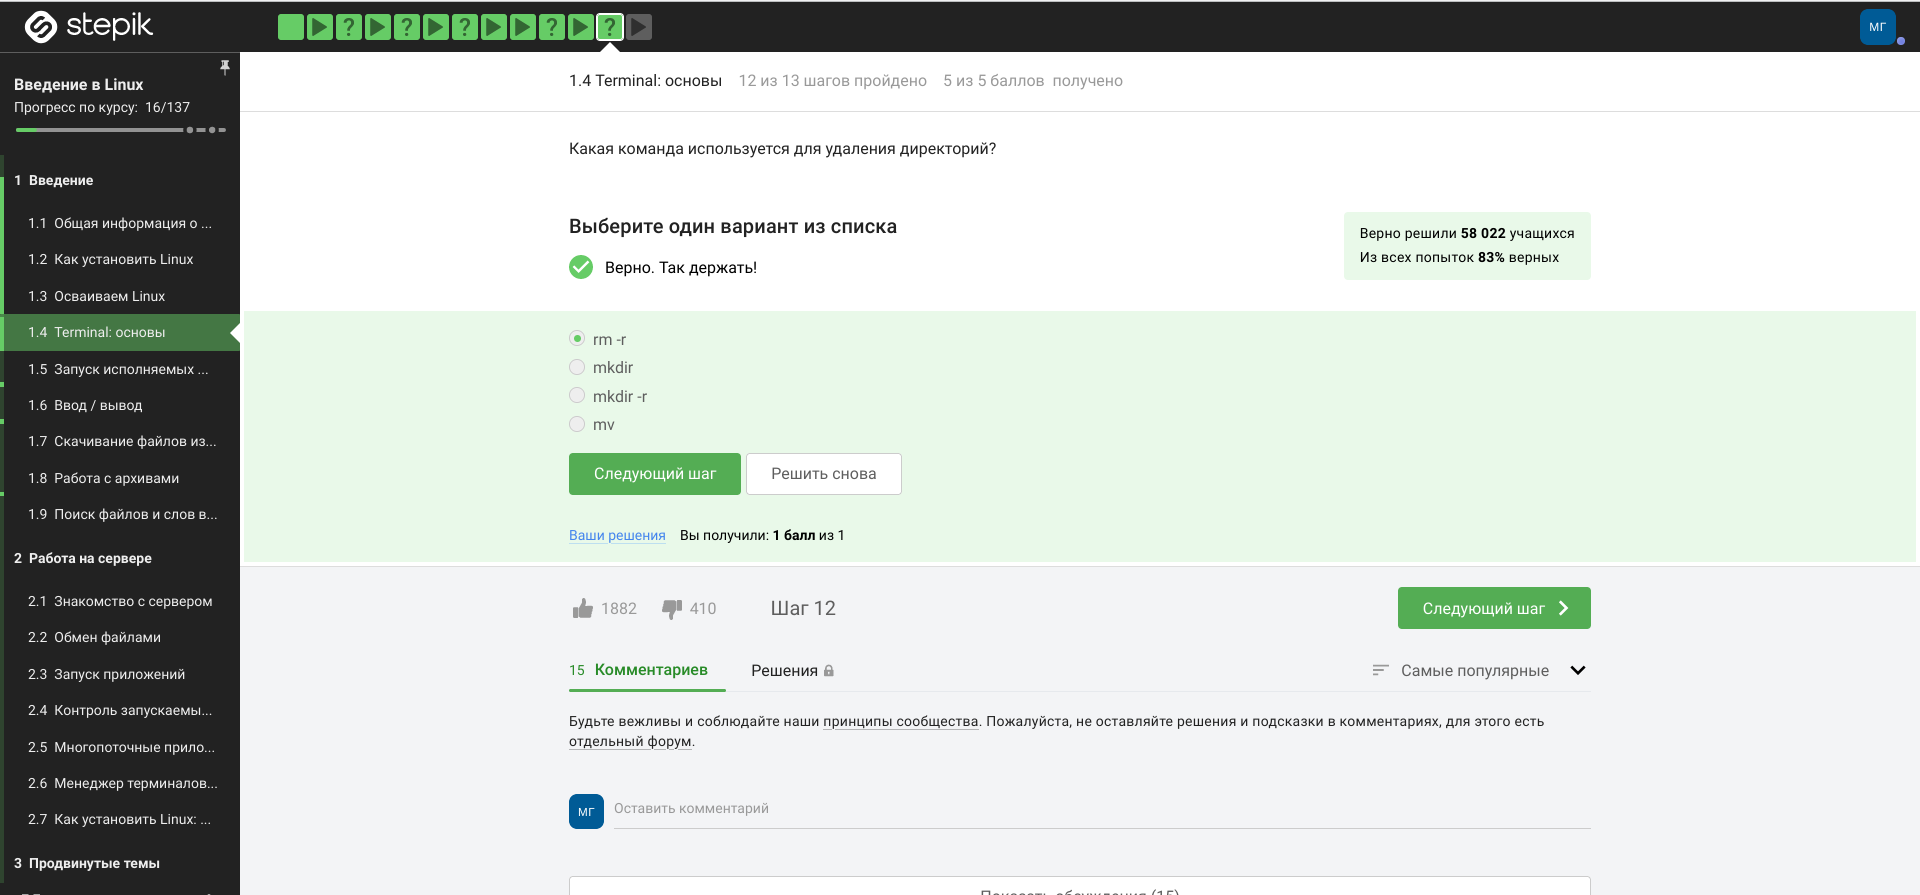 stepik
? ? ? ? ?
МГ
Введение в Linux
Прогресс по курсу: 16/137
1 Введение
1.1 Общая информация о ...
1.2 Как установить Linux
1.3 Осваиваем Linux
1.4 Terminal: основы
1.5 Запуск исполняемых ...
1.6 Ввод / вывод
1.7 Скачивание файлов из...
1.8 Работа с архивами
1.9 Поиск файлов и слов в...
2 Работа на сервере
2.1 Знакомство с сервером
2.2 Обмен файлами
2.3 Запуск приложений
2.4 Контроль запускаемы...
2.5 Многопоточные прило...
2.6 Менеджер терминалов...
2.7 Как установить Linux: ...
3 Продвинутые темы
1.4 Terminal: основы 12 из 13 шагов пройдено 5 из 5 баллов получено
Какая команда используется для удаления директорий?
Выберите один вариант из списка
Верно. Так держать!
Верно решили 58 022 учащихся
Из всех попыток 83% верных
rm -r
mkdir
mkdir -r
mv
Следующий шаг Решить снова
Ваши решения Вы получили: 1 балл из 1
1882 410 Шаг 12 Следующий шаг
15 Комментариев Решения Самые популярные
Будьте вежливы и соблюдайте наши принципы сообщества. Пожалуйста, не оставляйте решения и подсказки в комментариях, для этого есть
отдельный форум.
МГ Оставить комментарий
Показать обсуждения (15)